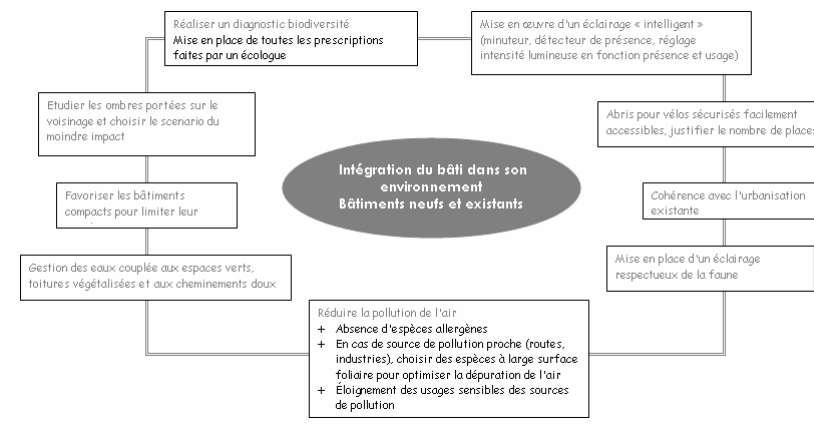 Réaliser un diagnostic biodiversité
Mise en place de toutes les prescriptions
faites par un écologue
Mise en œuvre d'un éclairage « intelligent »
(minuteur, détecteur de présence, réglage
intensité lumineuse en fonction présence et usage)
Etudier les ombres portées sur le
voisinage et choisir le scenario du
moindre impact
Abris pour vélos sécurisés facilement
accessibles, justifier le nombre de places
Intégration du bâti dans son
environnement
Bâtiments neufs et existants
Favoriser les bâtiments
compacts pour limiter leur
Cohérence avec l'urbanisation
existante
Gestion des eaux couplée aux espaces verts,
toitures végétalisées et aux cheminements doux
Mise en place d'un éclairage
respectueux de la faune
Réduire la pollution de l'air
+ Absence d'espèces allergènes
+ En cas de source de pollution proche (routes,
industries), choisir des espèces à large surface
foliaire pour optimiser la dépuration de l'air
+ Éloignement des usages sensibles des sources
de pollution